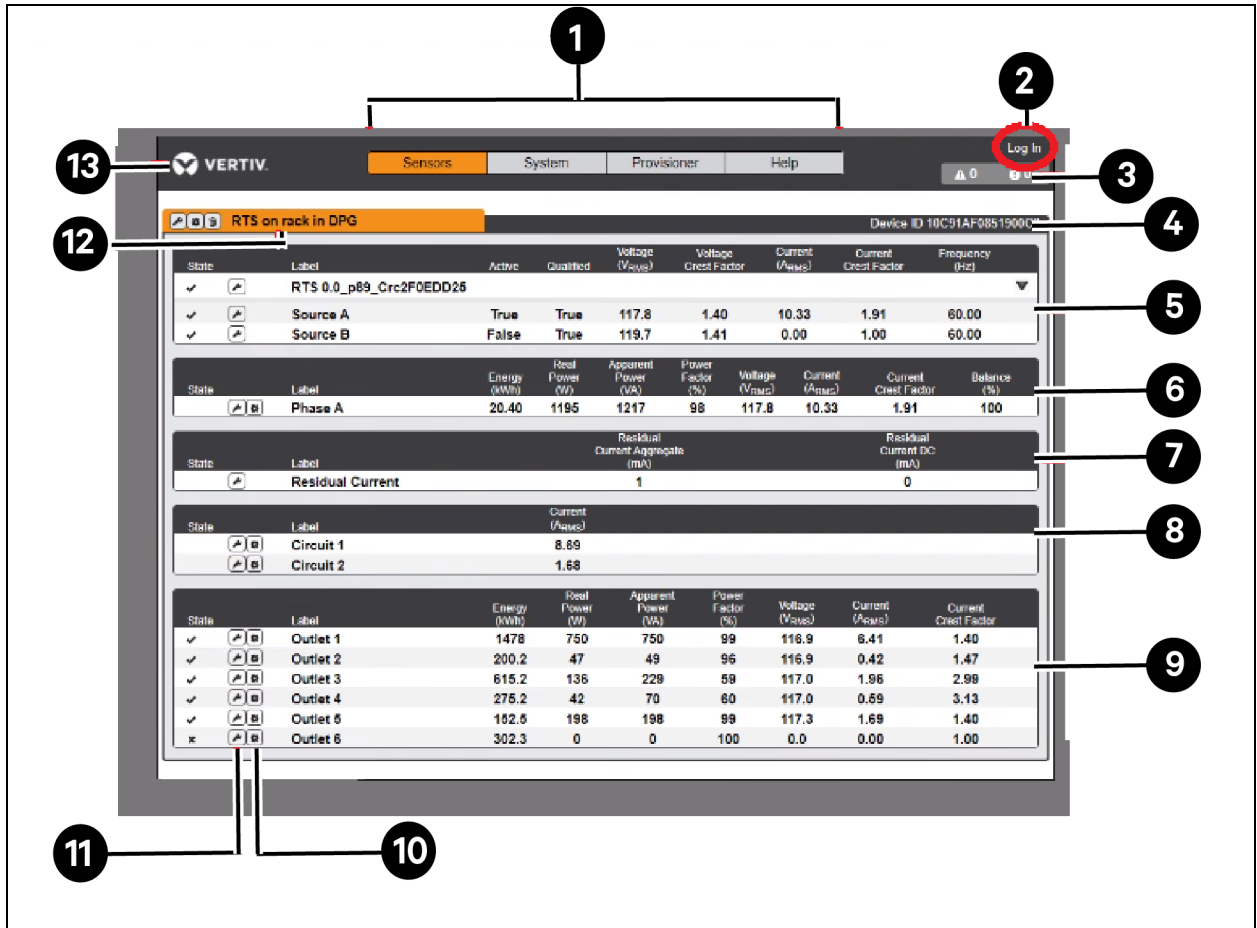 1
2
Log In
13
VERTIV.
Sensors System Provisioner Help
0
3
RTS on rack in DPG
4
12
State Label Active Qualified Voltage (VRMS) Voltage Crest Factor Current (ARMS) Current Crest Factor Frequency (Hz)
RTS 0.0_p89_Crc2F0EDD25
5
Source A True True 117.8 1.40 10.33 1.91 60.00
Source B False True 119.7 1.41 0.00 1.00 60.00
State Label Energy (kWh) Real Power (W) Apparent Power (VA) Power Factor (%) Voltage (VRMS) Current (ARMS) Current Crest Factor Balance (%)
6
Phase A 20.40 1195 1217 98 117.8 10.33 1.91 100
State Label Residual Current Aggregate (mA) Residual Current DC (mA)
7
Residual Current 1 0
State Label Current (ARMS)
8
Circuit 1 8.69
Circuit 2 1.68
State Label Energy (kWh) Real Power (W) Apparent Power (VA) Power Factor (%) Voltage (VRMS) Current (ARMS) Current Crest Factor
Outlet 1 1478 750 750 99 116.9 6.41 1.40
Outlet 2 200.2 47 49 96 116.9 0.42 1.47
9
Outlet 3 615.2 136 229 59 117.0 1.96 2.99
Outlet 4 275.2 42 70 60 117.0 0.59 3.13
Outlet 5 152.5 198 198 99 117.3 1.69 1.40
Outlet 6 302.3 0 0 100 0.0 0.00 1.00
11
10